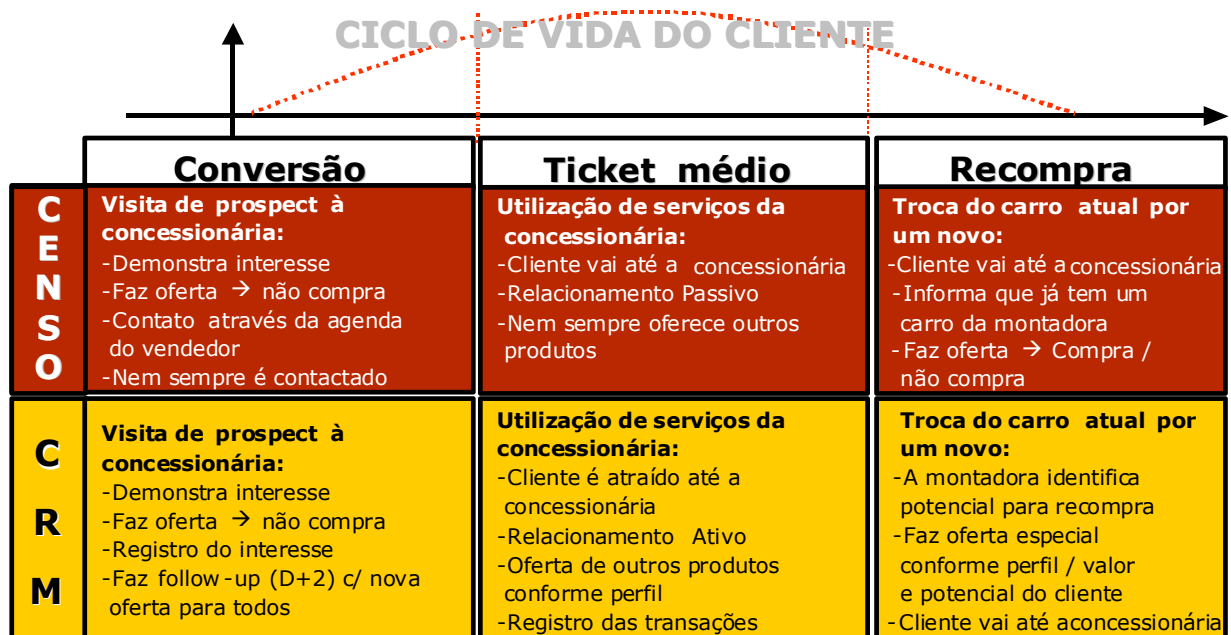 CICLO DE VIDA DO CLIENTE
Conversão
Ticket médio
Recompra
CENSO
Visita de prospect à
concessionária:
-Demonstra interesse
-Faz oferta → não compra
-Contato através da agenda
do vendedor
-Nem sempre é contactado
Utilização de serviços da
concessionária:
-Cliente vai até a concessionária
-Relacionamento Passivo
-Nem sempre oferece outros
produtos
Troca do carro atual por
um novo:
-Cliente vai até a concessionária
-Informa que já tem um
carro da montadora
-Faz oferta → Compra /
não compra
CRM
Visita de prospect à
concessionária:
-Demonstra interesse
-Faz oferta → não compra
-Registro do interesse
-Faz follow-up (D+2) c/ nova
oferta para todos
Utilização de serviços da
concessionária:
-Cliente é atraído até a
concessionária
-Relacionamento Ativo
-Oferta de outros produtos
conforme perfil
-Registro das transações
Troca do carro atual por
um novo:
-A montadora identifica
potencial para recompra
-Faz oferta especial
conforme perfil / valor
e potencial do cliente
-Cliente vai até aconcessionária